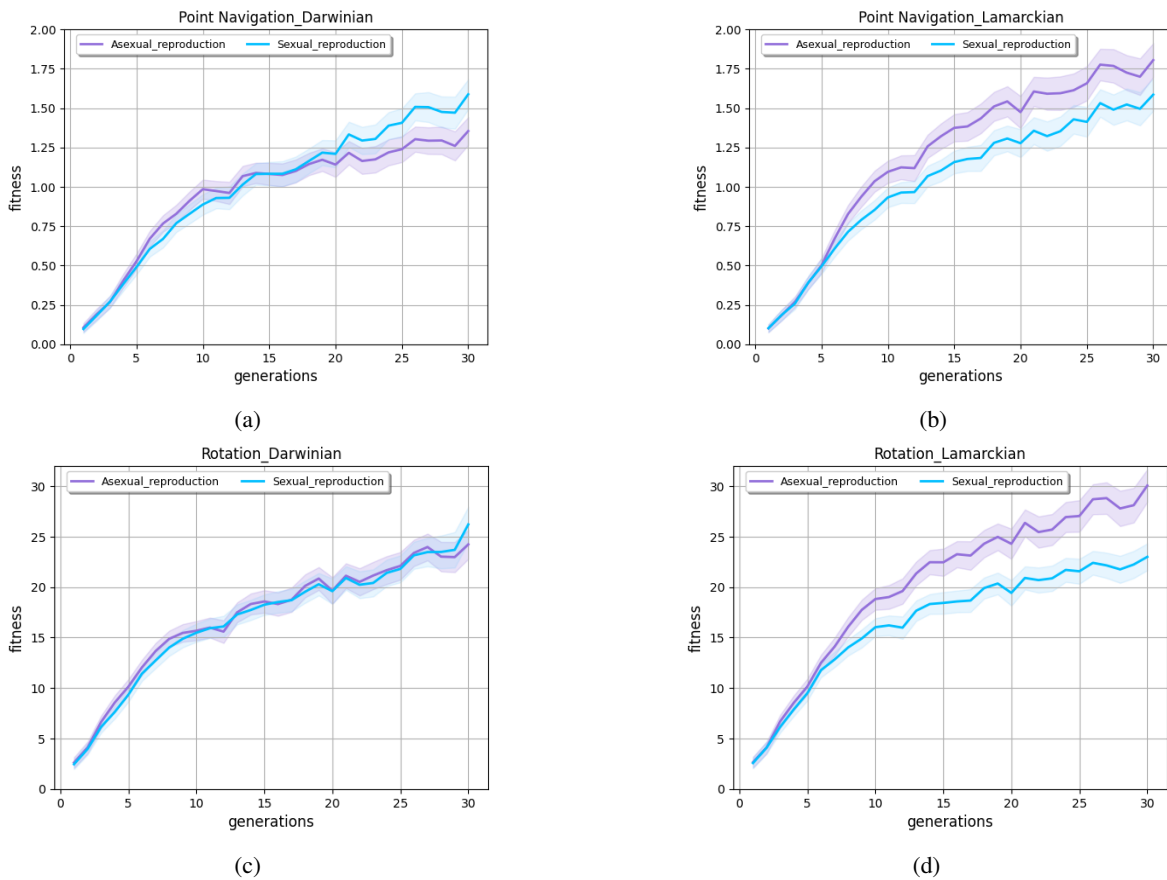 Point Navigation_Darwinian
2.00
1.75
1.50
1.25
1.00
0.75
0.50
0.25
0.00
fitness
Asexual_reproduction Sexual_reproduction
0 5 10 15 20 25 30
generations
(a)
Point Navigation_Lamarckian
2.00
1.75
1.50
1.25
1.00
0.75
0.50
0.25
0.00
fitness
Asexual_reproduction Sexual_reproduction
0 5 10 15 20 25 30
generations
(b)
Rotation_Darwinian
30
25
20
15
10
5
0
fitness
Asexual_reproduction Sexual_reproduction
0 5 10 15 20 25 30
generations
(c)
Rotation_Lamarckian
30
25
20
15
10
5
0
fitness
Asexual_reproduction Sexual_reproduction
0 5 10 15 20 25 30
generations
(d)